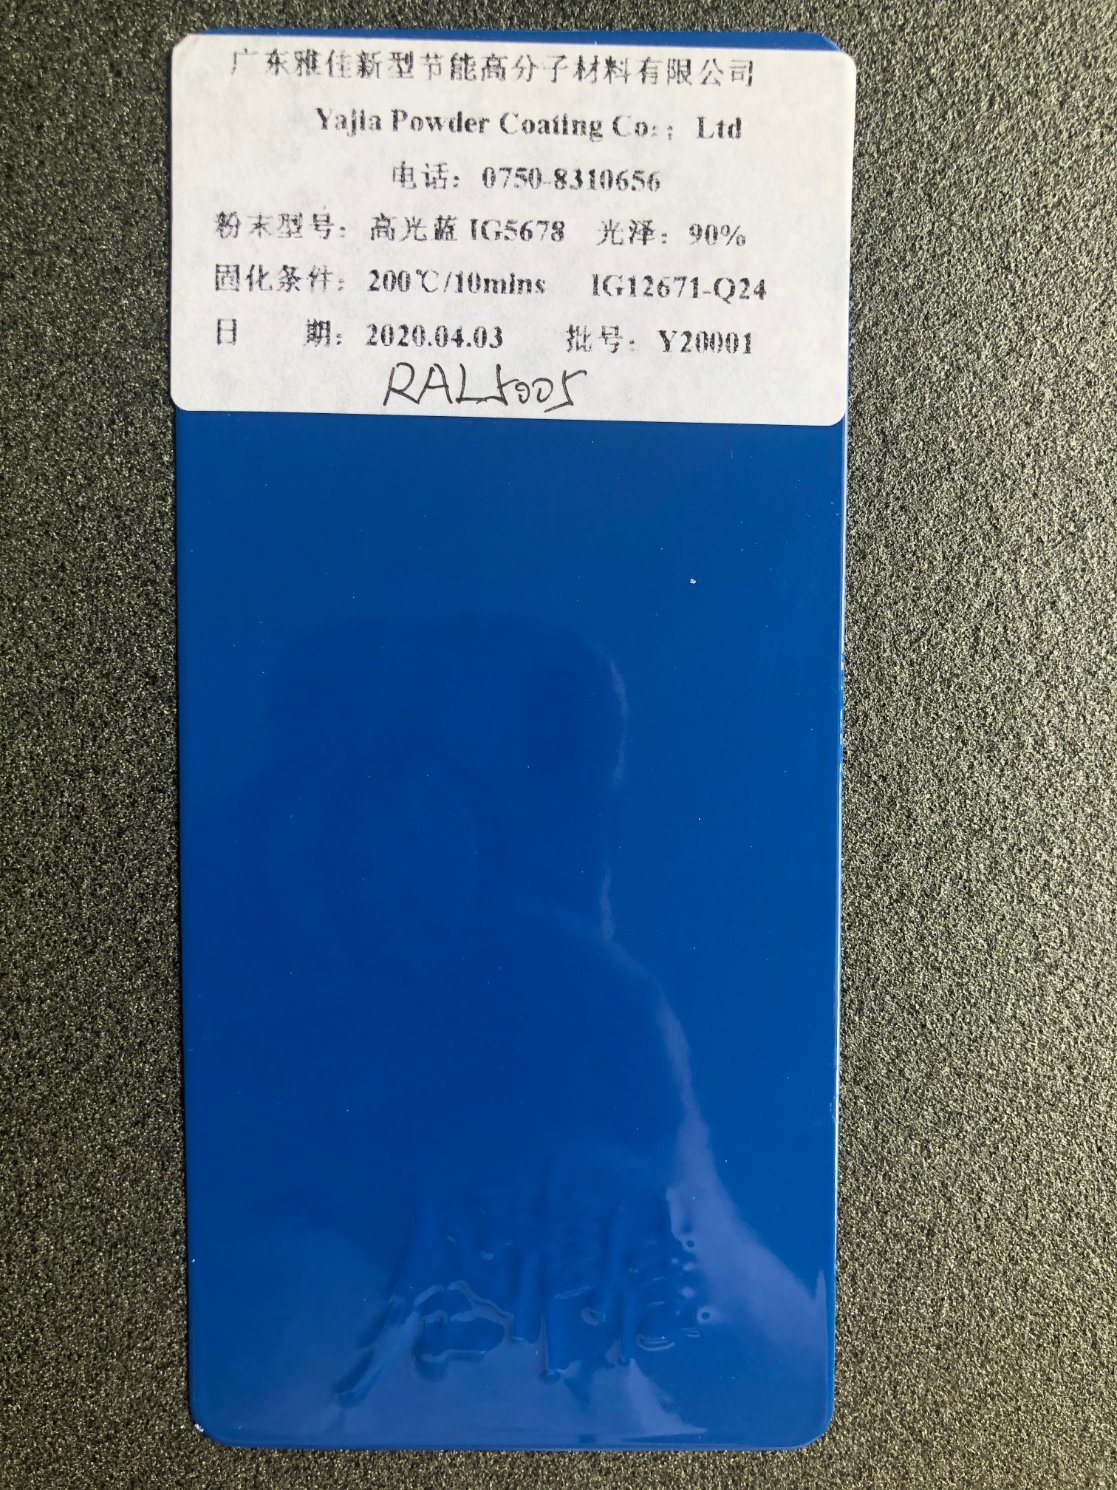 广东雅佳新型节能高分子材料有限公司
Yajia Powder Coating Co.; Ltd
电话：0750-8310656
粉末型号：高光蓝 IG5678 光泽：90%
固化条件：200℃/10mins IG12671-Q24
日 期：2020.04.03 批号：Y20001
RAL5005